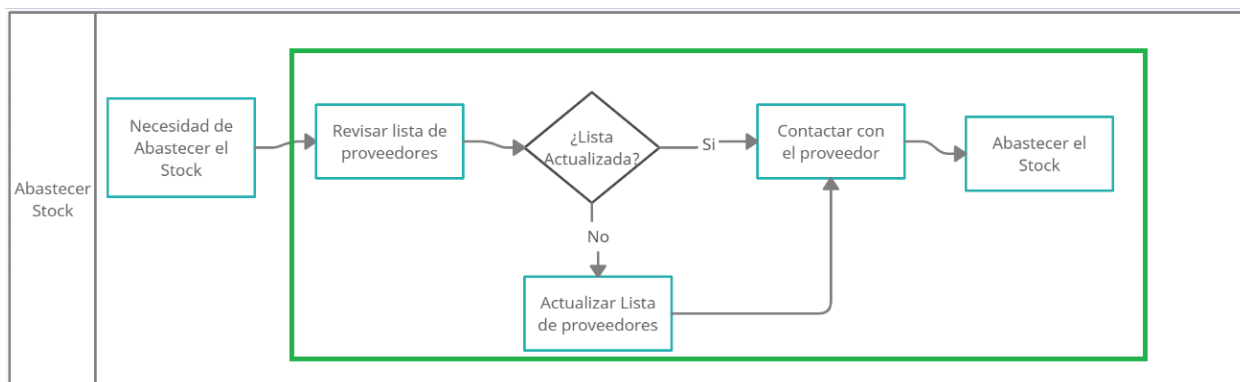 Abastecer
Stock
Necesidad de
Abastecer el
Stock
Revisar lista de
proveedores
¿Lista
Actualizada?
Si
Contactar con
el proveedor
Abastecer el
Stock
No
Actualizar Lista
de proveedores